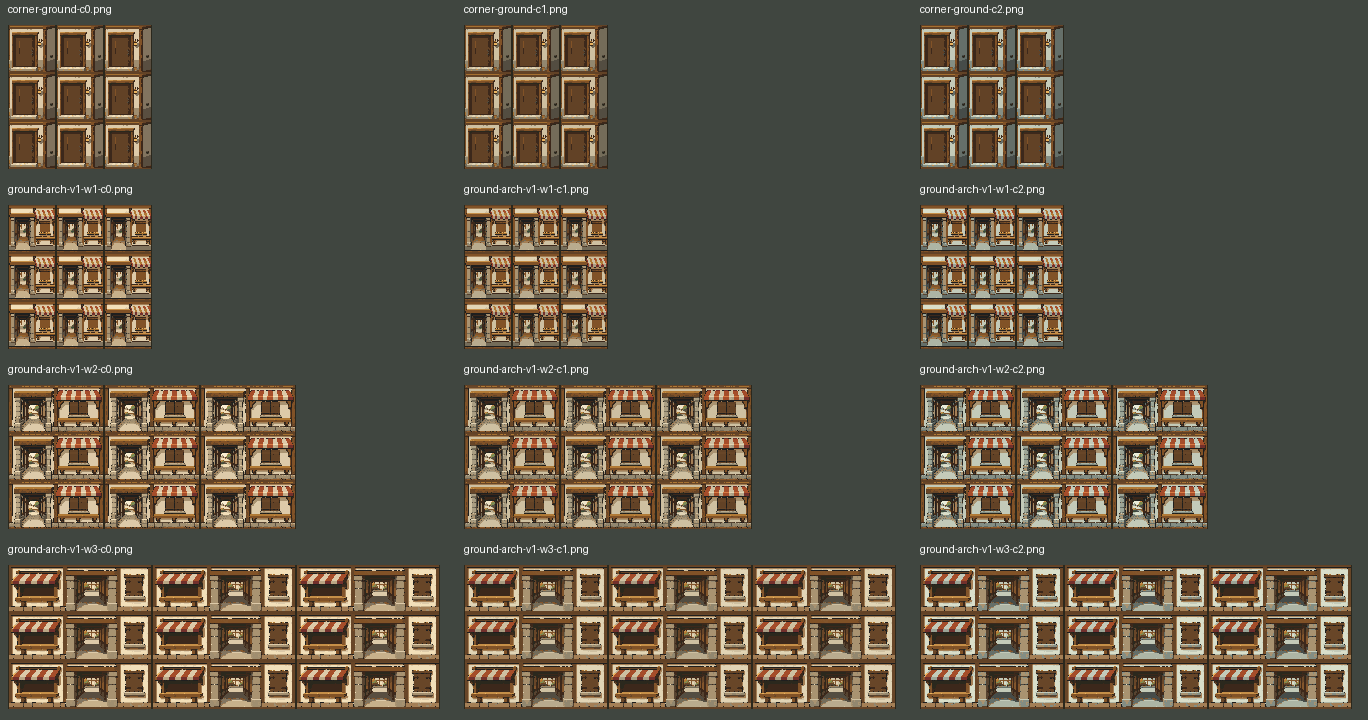 corner-ground-c0.png
corner-ground-c1.png
corner-ground-c2.png
ground-arch-v1-w1-c0.png
ground-arch-v1-w1-c1.png
ground-arch-v1-w1-c2.png
ground-arch-v1-w2-c0.png
ground-arch-v1-w2-c1.png
ground-arch-v1-w2-c2.png
ground-arch-v1-w3-c0.png
ground-arch-v1-w3-c1.png
ground-arch-v1-w3-c2.png